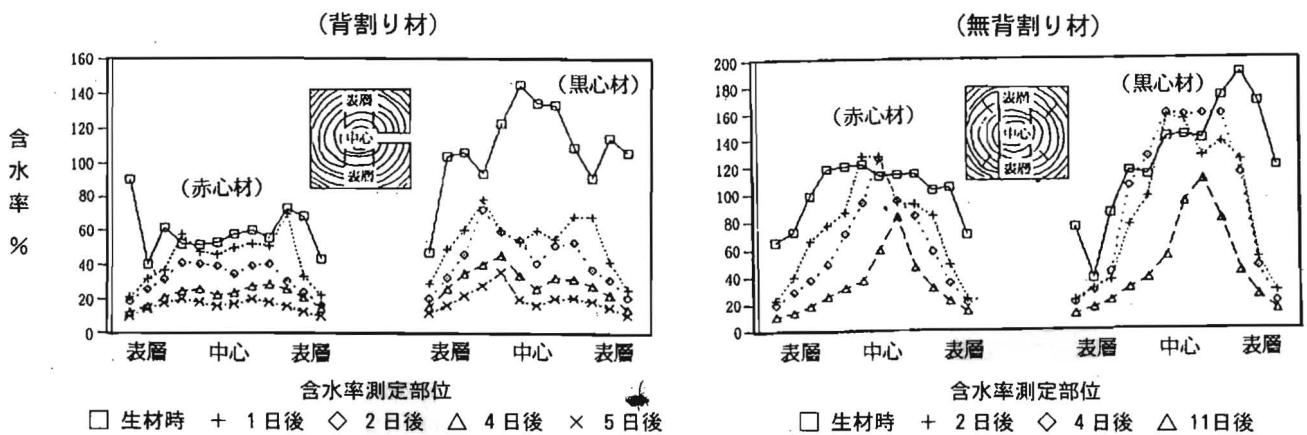 (背割り材)
160
140
120
100
80
60
40
20
0
含水率%
(赤心材)
(黒心材)
表層
中心
表層
表層 中心 表層
表層 中心 表層
含水率測定部位
□ 生材時 + 1日後 ◇ 2日後 △ 4日後 × 5日後
(無背割り材)
200
180
160
140
120
100
80
60
40
20
0
(赤心材)
(黒心材)
表層
中心
表層
表層 中心 表層
表層 中心 表層
含水率測定部位
□ 生材時 + 2日後 ◇ 4日後 △ 11日後